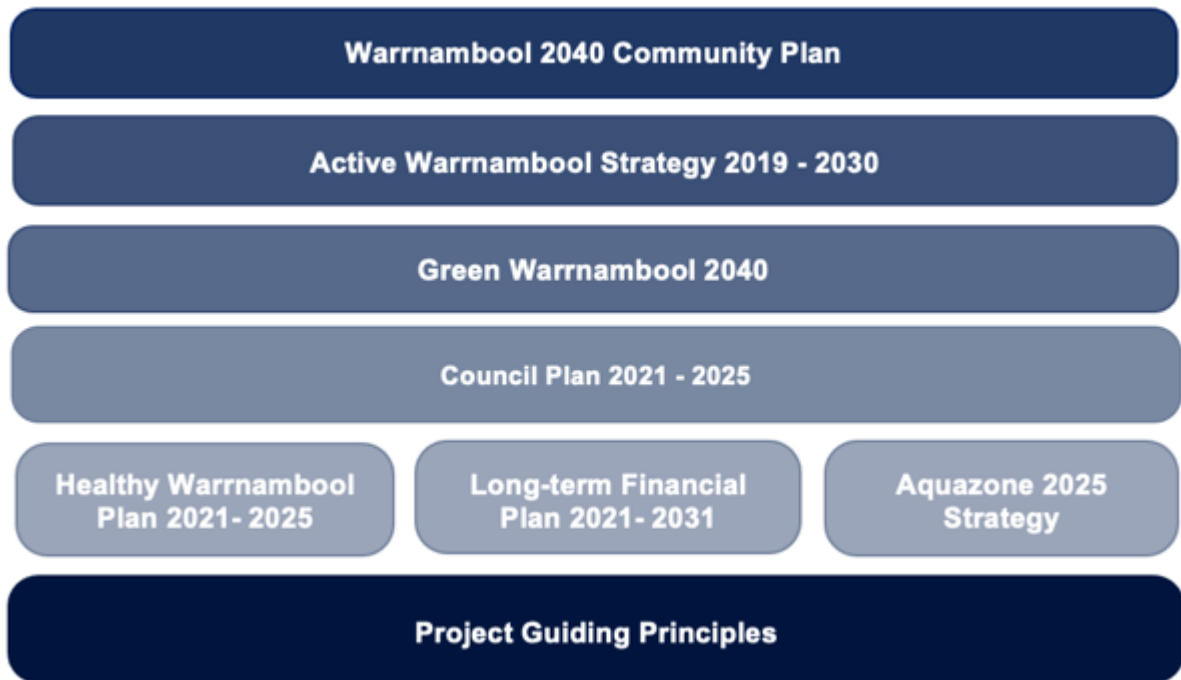 Warrnambool 2040 Community Plan
Active Warrnambool Strategy 2019 - 2030
Green Warrnambool 2040
Council Plan 2021 - 2025
Healthy Warrnambool
Plan 2021- 2025
Long-term Financial
Plan 2021- 2031
Aquazone 2025
Strategy
Project Guiding Principles